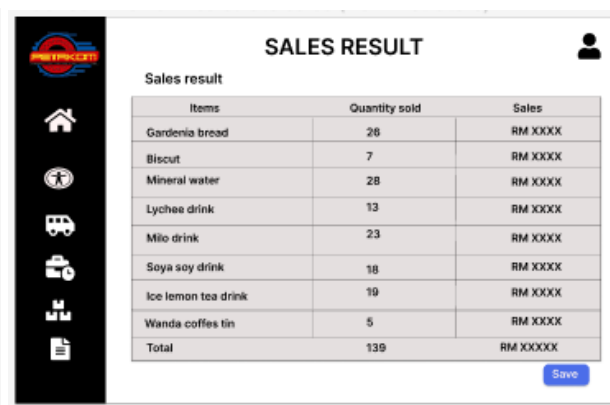 PETAKOM
SALES RESULT
Sales result
Items Quantity sold Sales
Gardenia bread 26 RM XXXX
Biscut 7 RM XXXX
Mineral water 28 RM XXXX
Lychee drink 13 RM XXXX
Milo drink 23 RM XXXX
Soya soy drink 18 RM XXXX
Ice lemon tea drink 19 RM XXXX
Wanda coffes tin 5 RM XXXX
Total 139 RM XXXXX
Save